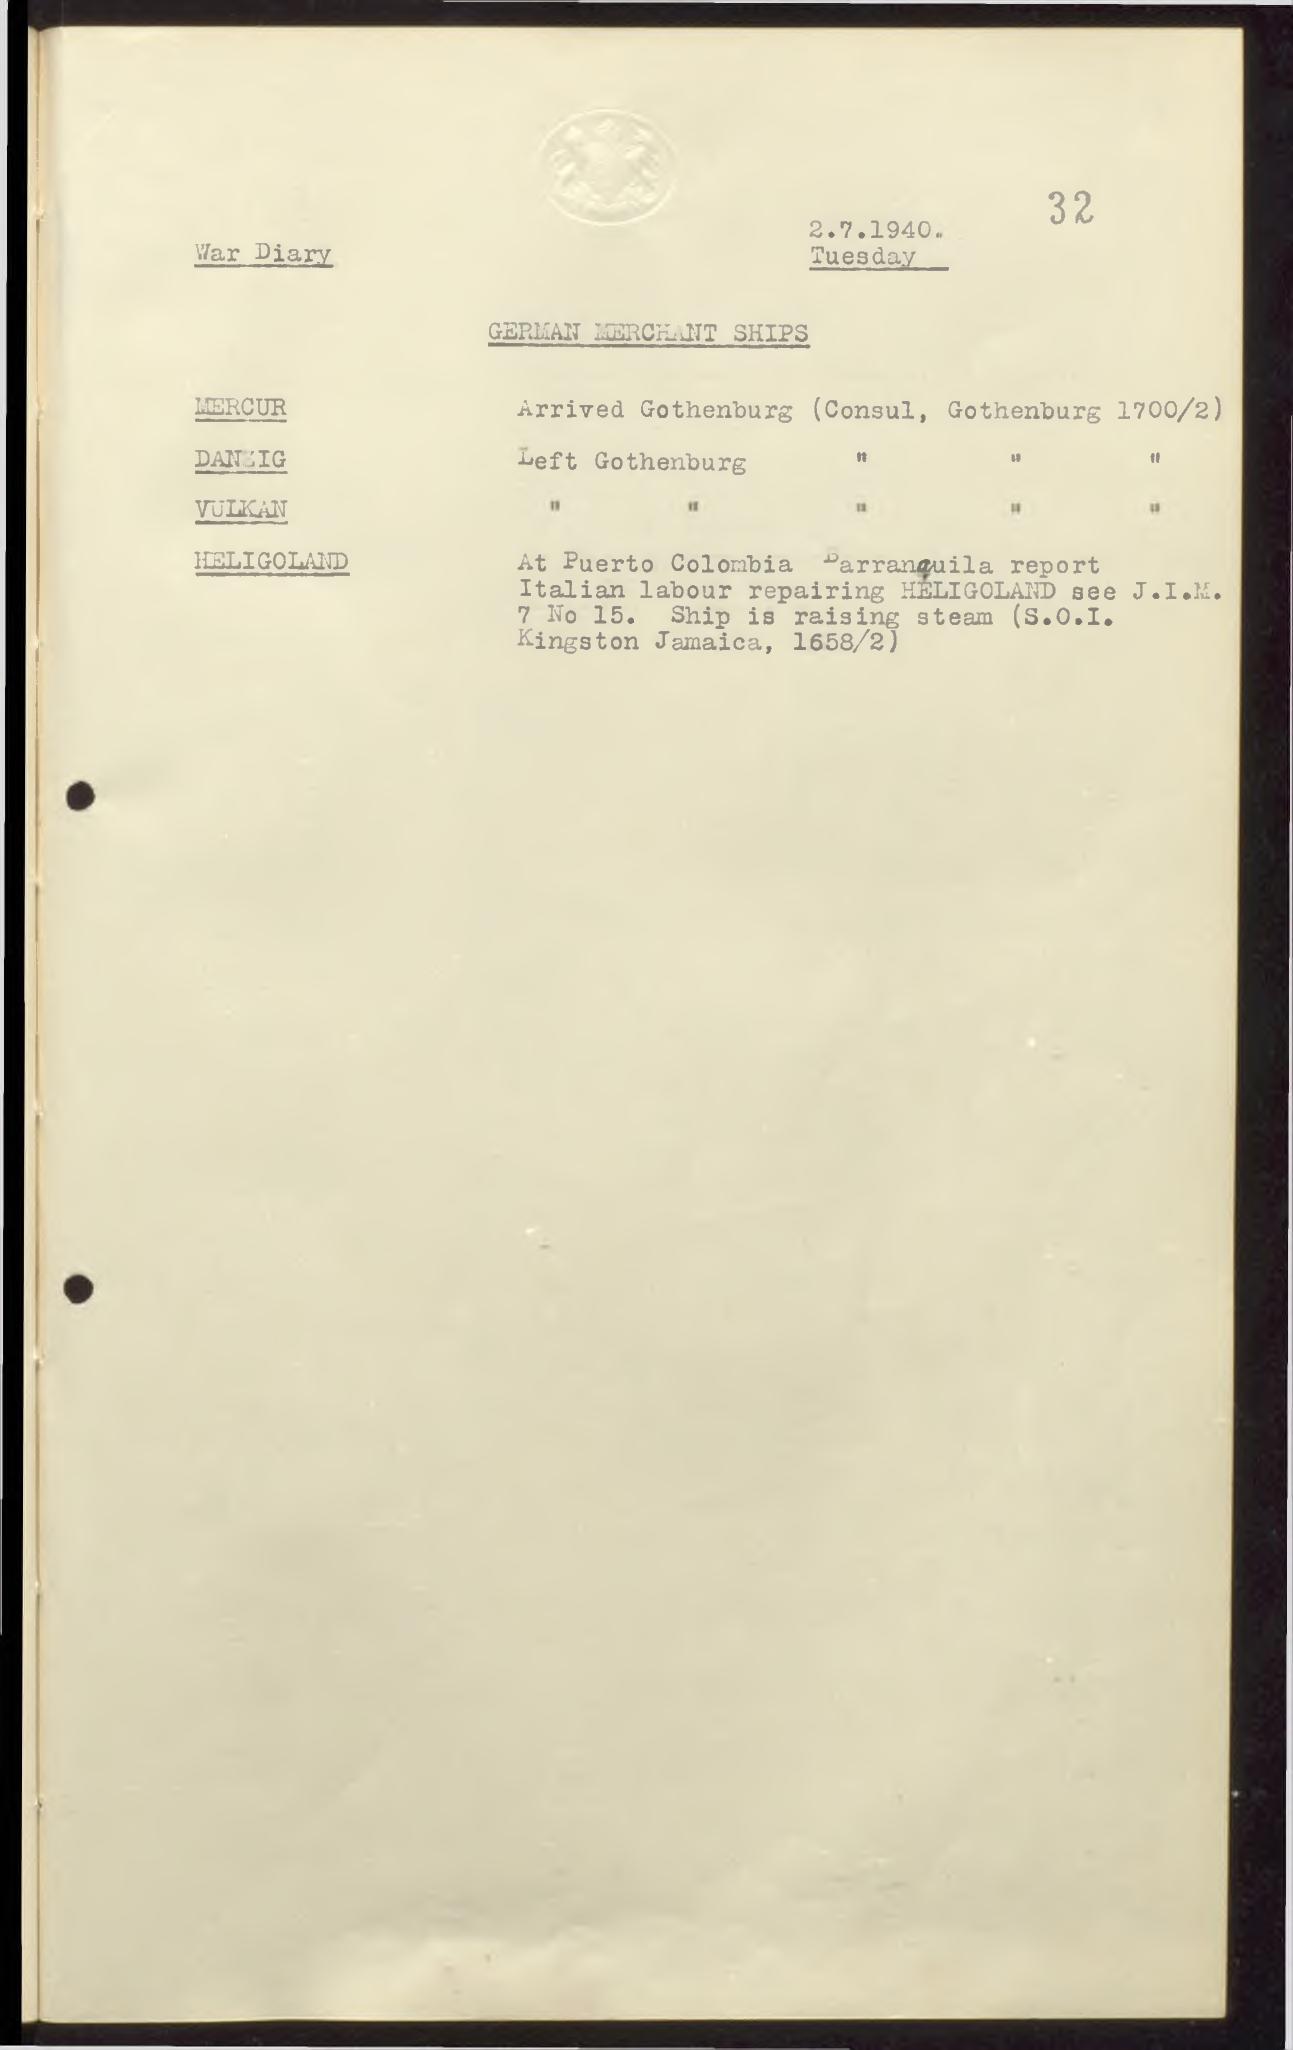 32
2.7.1940.
War Diary
Tuesday
GERMAN MERCHANT SHIPS
MERCUR Arrived Gothenburg (Consul, Gothenburg 1700/2)
DANZIG Left Gothenburg " " "
VULKAN " " " " "
HELIGOLAND At Puerto Colombia Barranquila report
Italian labour repairing HELIGOLAND see J.I.M.
7 No 15. Ship is raising steam (S.O.I.
Kingston Jamaica, 1658/2)